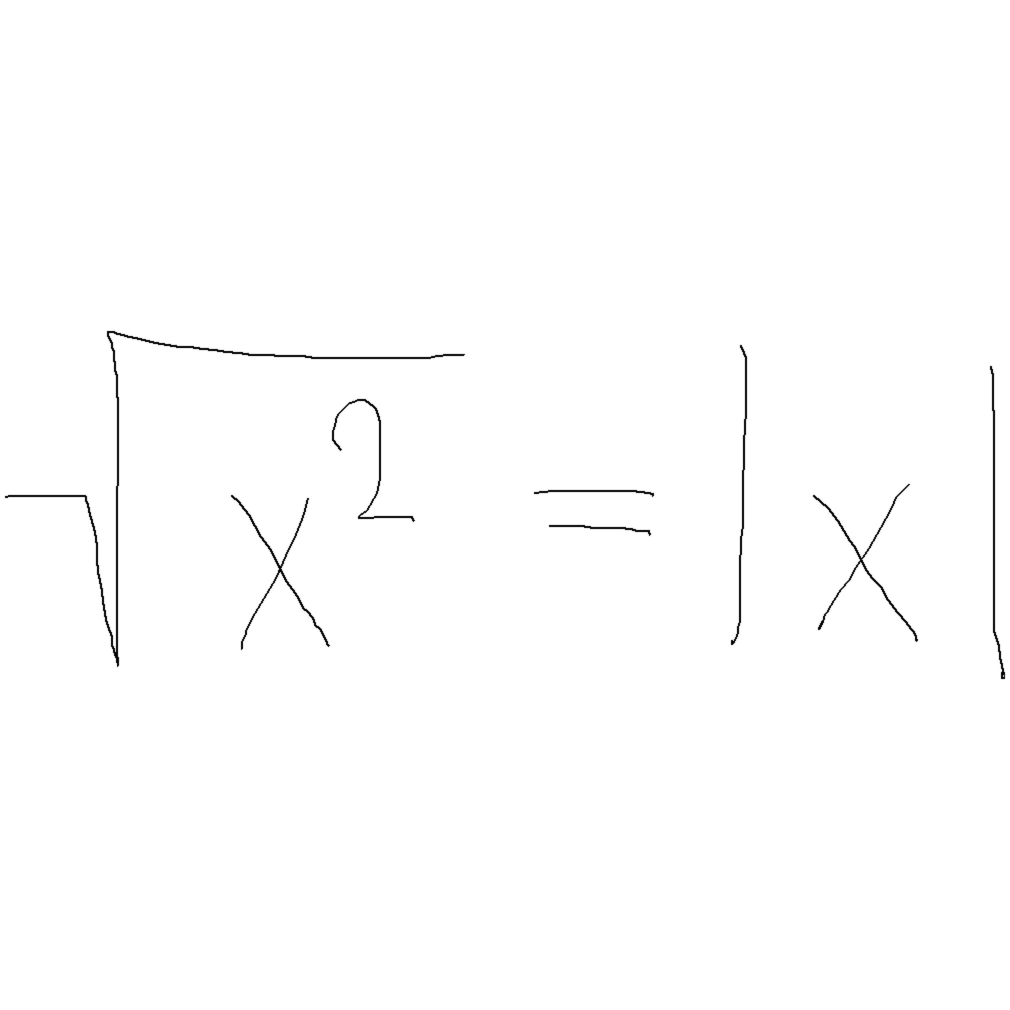 √x² = |x|